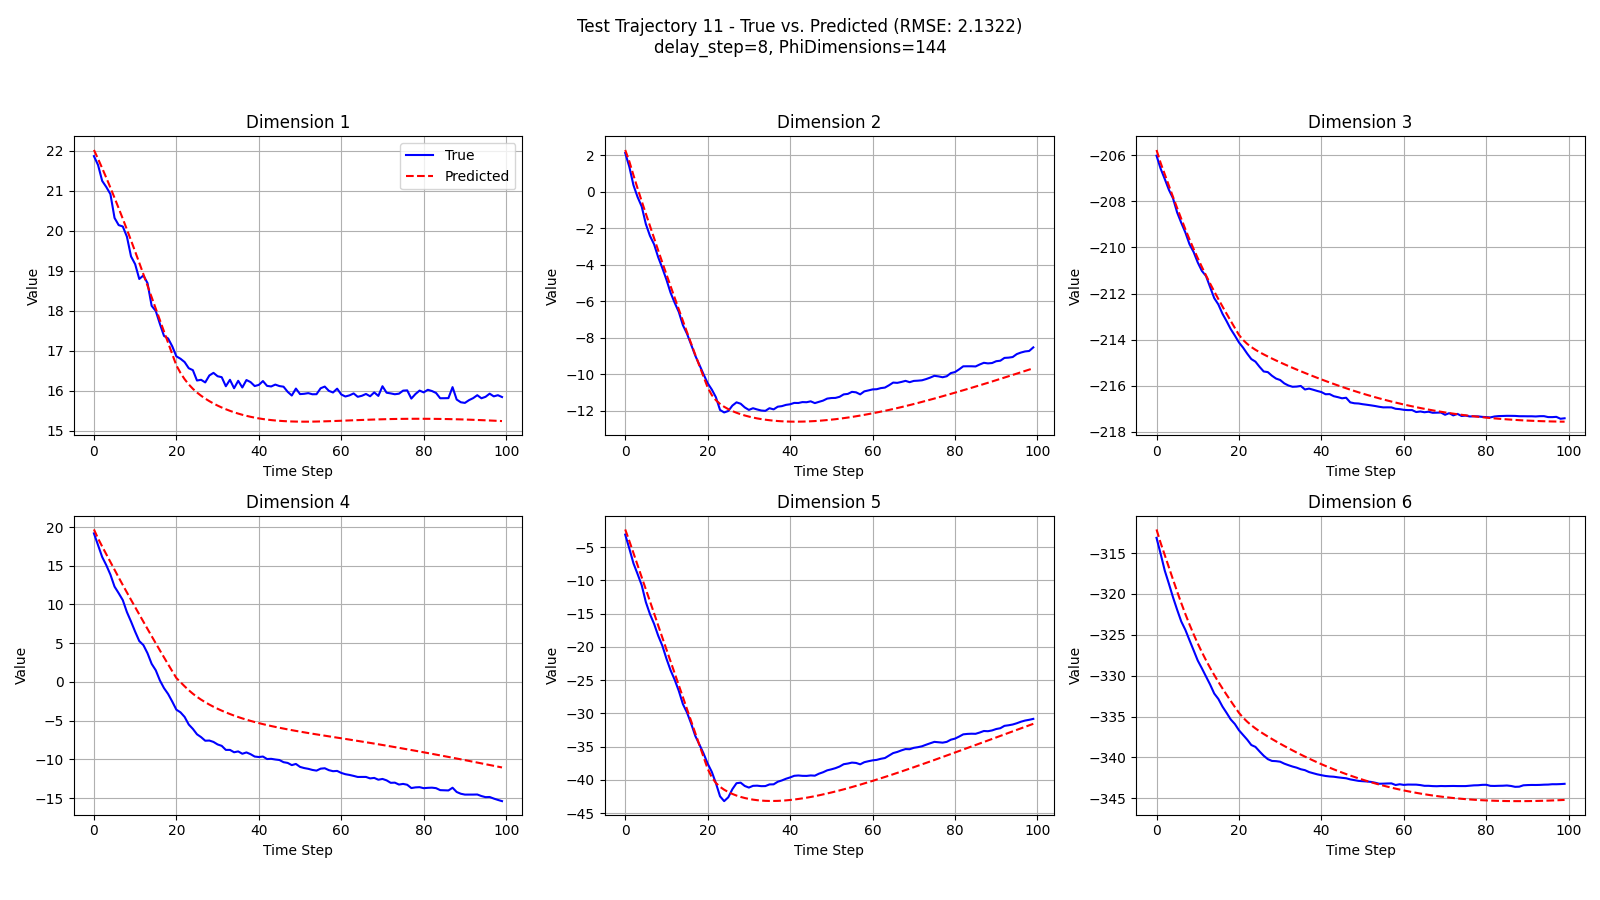 Test Trajectory 11 - True vs. Predicted (RMSE: 2.1322)
delay_step=8, PhiDimensions=144
Dimension 1
22
21
20
19
18
17
16
15
Value
0 20 40 60 80 100
Time Step
True
Predicted
Dimension 2
2
0
−2
−4
−6
−8
−10
−12
Value
0 20 40 60 80 100
Time Step
Dimension 3
−206
−208
−210
−212
−214
−216
−218
Value
0 20 40 60 80 100
Time Step
Dimension 4
20
15
10
5
0
−5
−10
−15
Value
0 20 40 60 80 100
Time Step
Dimension 5
−5
−10
−15
−20
−25
−30
−35
−40
−45
Value
0 20 40 60 80 100
Time Step
Dimension 6
−315
−320
−325
−330
−335
−340
−345
Value
0 20 40 60 80 100
Time Step